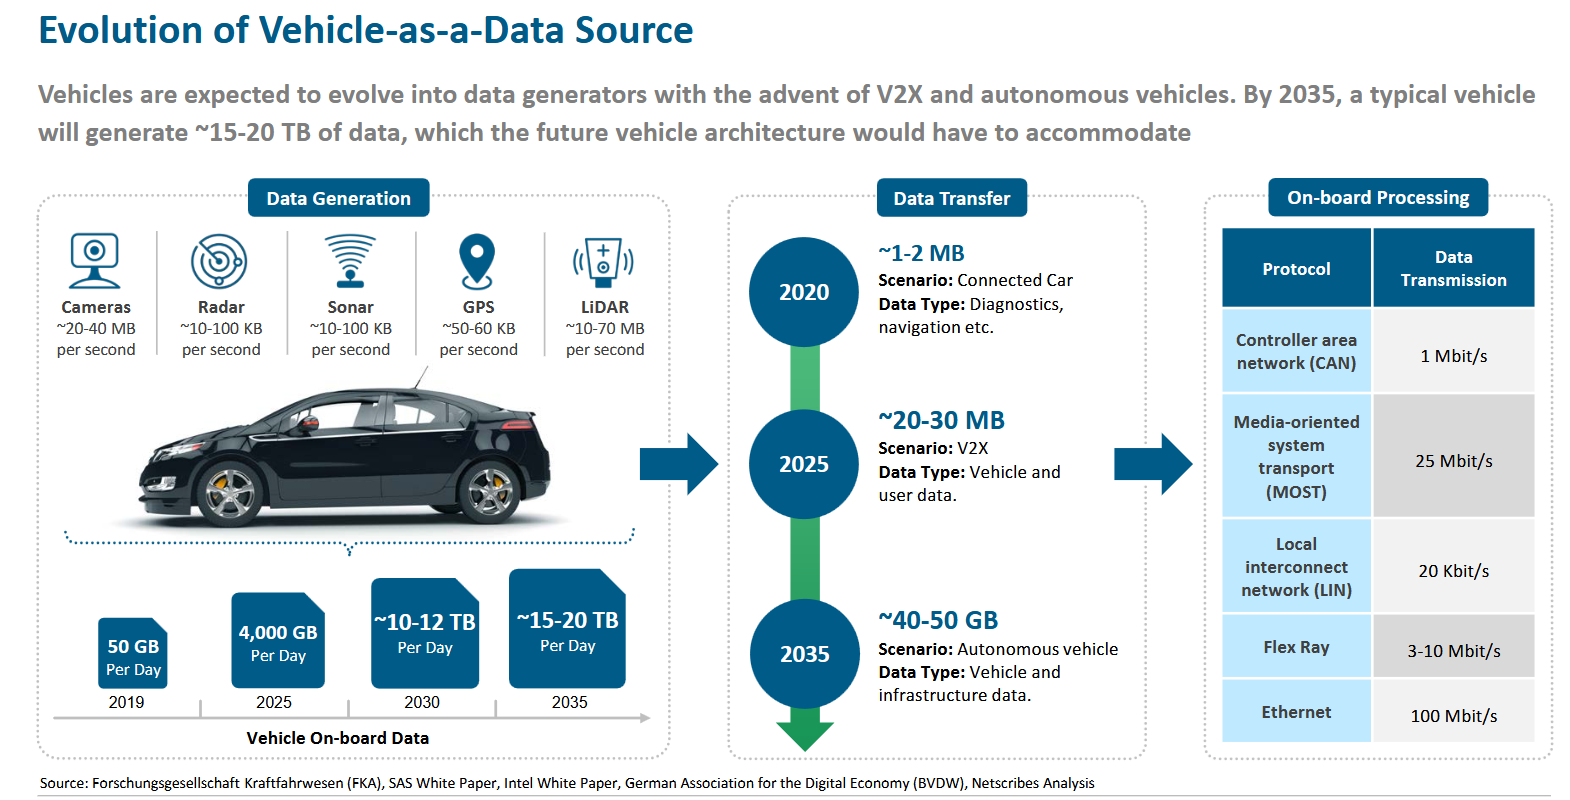 Evolution of Vehicle-as-a-Data Source
Vehicles are expected to evolve into data generators with the advent of V2X and autonomous vehicles. By 2035, a typical vehicle
will generate ~15-20 TB of data, which the future vehicle architecture would have to accommodate
Data Generation
Cameras
~20-40 MB
per second
Radar
~10-100 KB
per second
Sonar
~10-100 KB
per second
GPS
~50-60 KB
per second
LiDAR
~10-70 MB
per second
50 GB
Per Day
4,000 GB
Per Day
~10-12 TB
Per Day
~15-20 TB
Per Day
2019
2025
2030
2035
Vehicle On-board Data
Data Transfer
2020
~1-2 MB
Scenario: Connected Car
Data Type: Diagnostics,
navigation etc.
2025
~20-30 MB
Scenario: V2X
Data Type: Vehicle and
user data.
2035
~40-50 GB
Scenario: Autonomous vehicle
Data Type: Vehicle and
infrastructure data.
On-board Processing
Protocol
Data
Transmission
Controller area
network (CAN)
1 Mbit/s
Media-oriented
system
transport
(MOST)
25 Mbit/s
Local
interconnect
network (LIN)
20 Kbit/s
Flex Ray
3-10 Mbit/s
Ethernet
100 Mbit/s
Source: Forschungsgesellschaft Kraftfahrwesen (FKA), SAS White Paper, Intel White Paper, German Association for the Digital Economy (BVDW), Netscribes Analysis